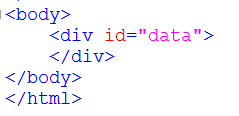 <body>
    <div id="data">
    </div>
</body>
</html>